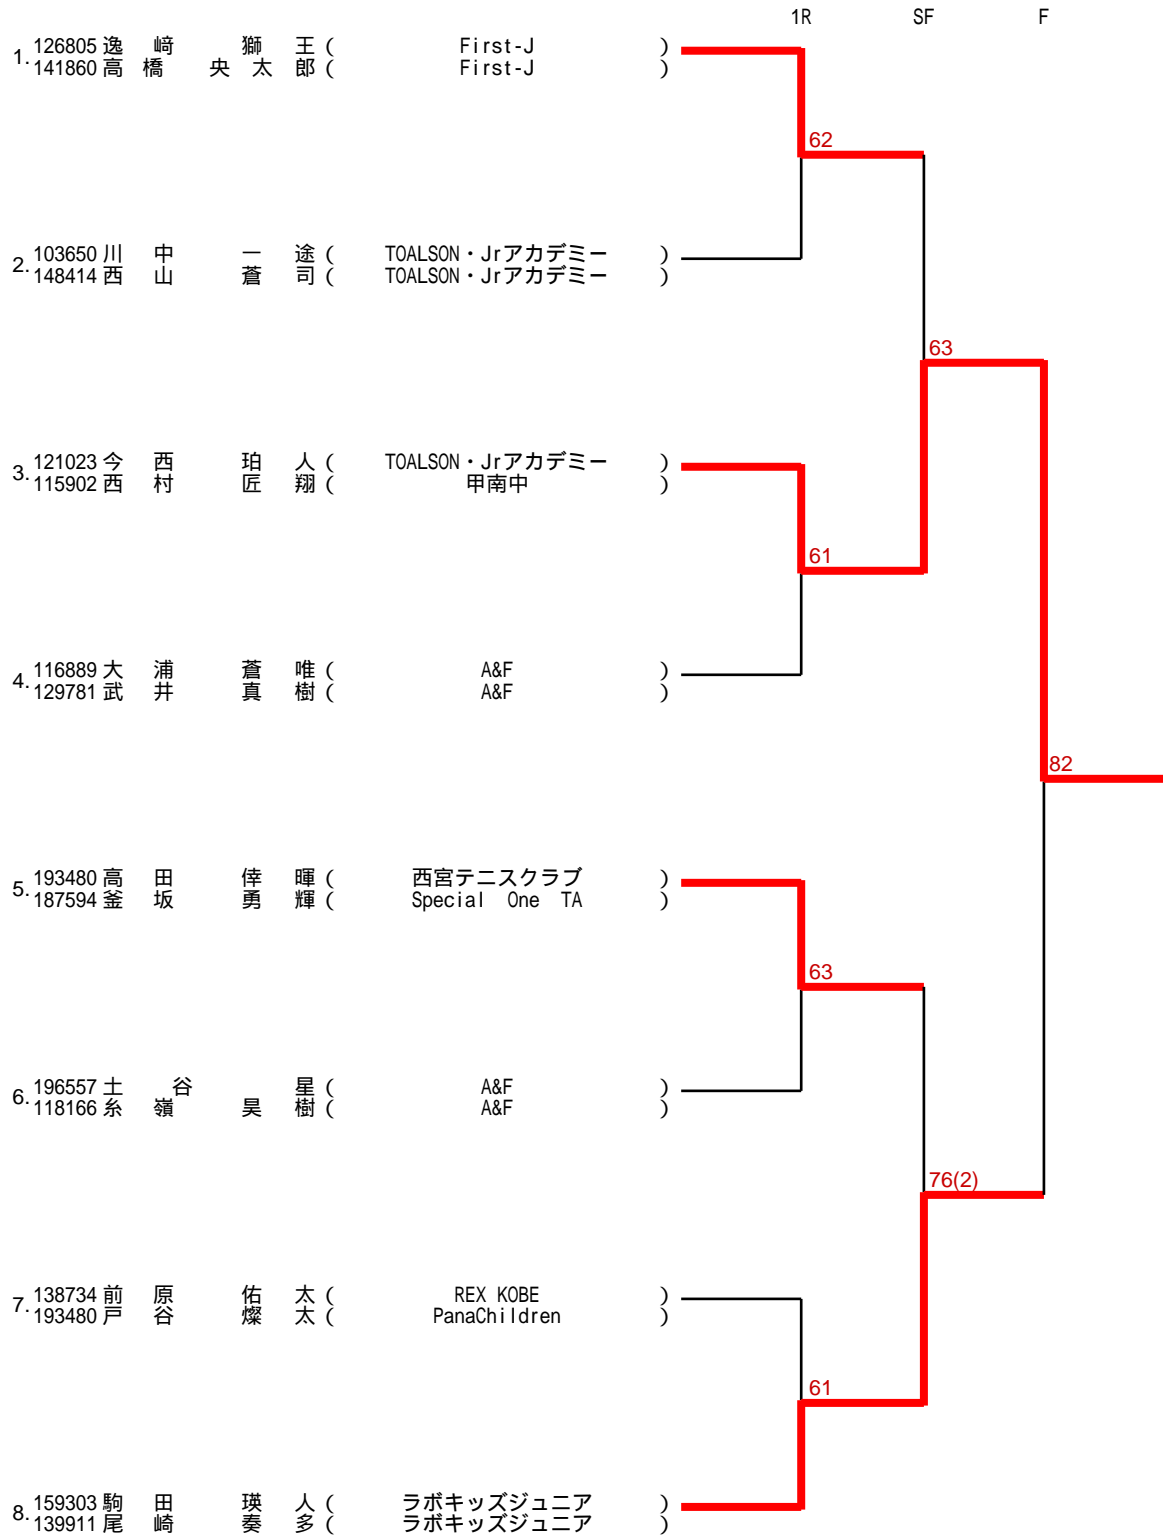 1R SF F
1. 126805 逸 﨑 獅 王 ( First-J )
141860 高 橋 央 太 郎 ( First-J )
62
2. 103650 川 中 一 途 ( TOALSON・Jrアカデミー )
148414 西 山 蒼 司 ( TOALSON・Jrアカデミー )
63
3. 121023 今 西 珀 人 ( TOALSON・Jrアカデミー )
115902 西 村 匠 翔 ( 甲南中 )
61
4. 116889 大 浦 蒼 唯 ( A&F )
129781 武 井 真 樹 ( A&F )
82
5. 193480 高 田 倖 暉 ( 西宮テニスクラブ )
187594 釜 坂 勇 輝 ( Special One TA )
63
6. 196557 土 谷 星 ( A&F )
118166 糸 嶺 昊 樹 ( A&F )
76(2)
7. 138734 前 原 佑 太 ( REX KOBE )
193480 戸 谷 燦 太 ( PanaChildren )
61
8. 159303 駒 田 瑛 人 ( ラボキッズジュニア )
139911 尾 崎 奏 多 ( ラボキッズジュニア )